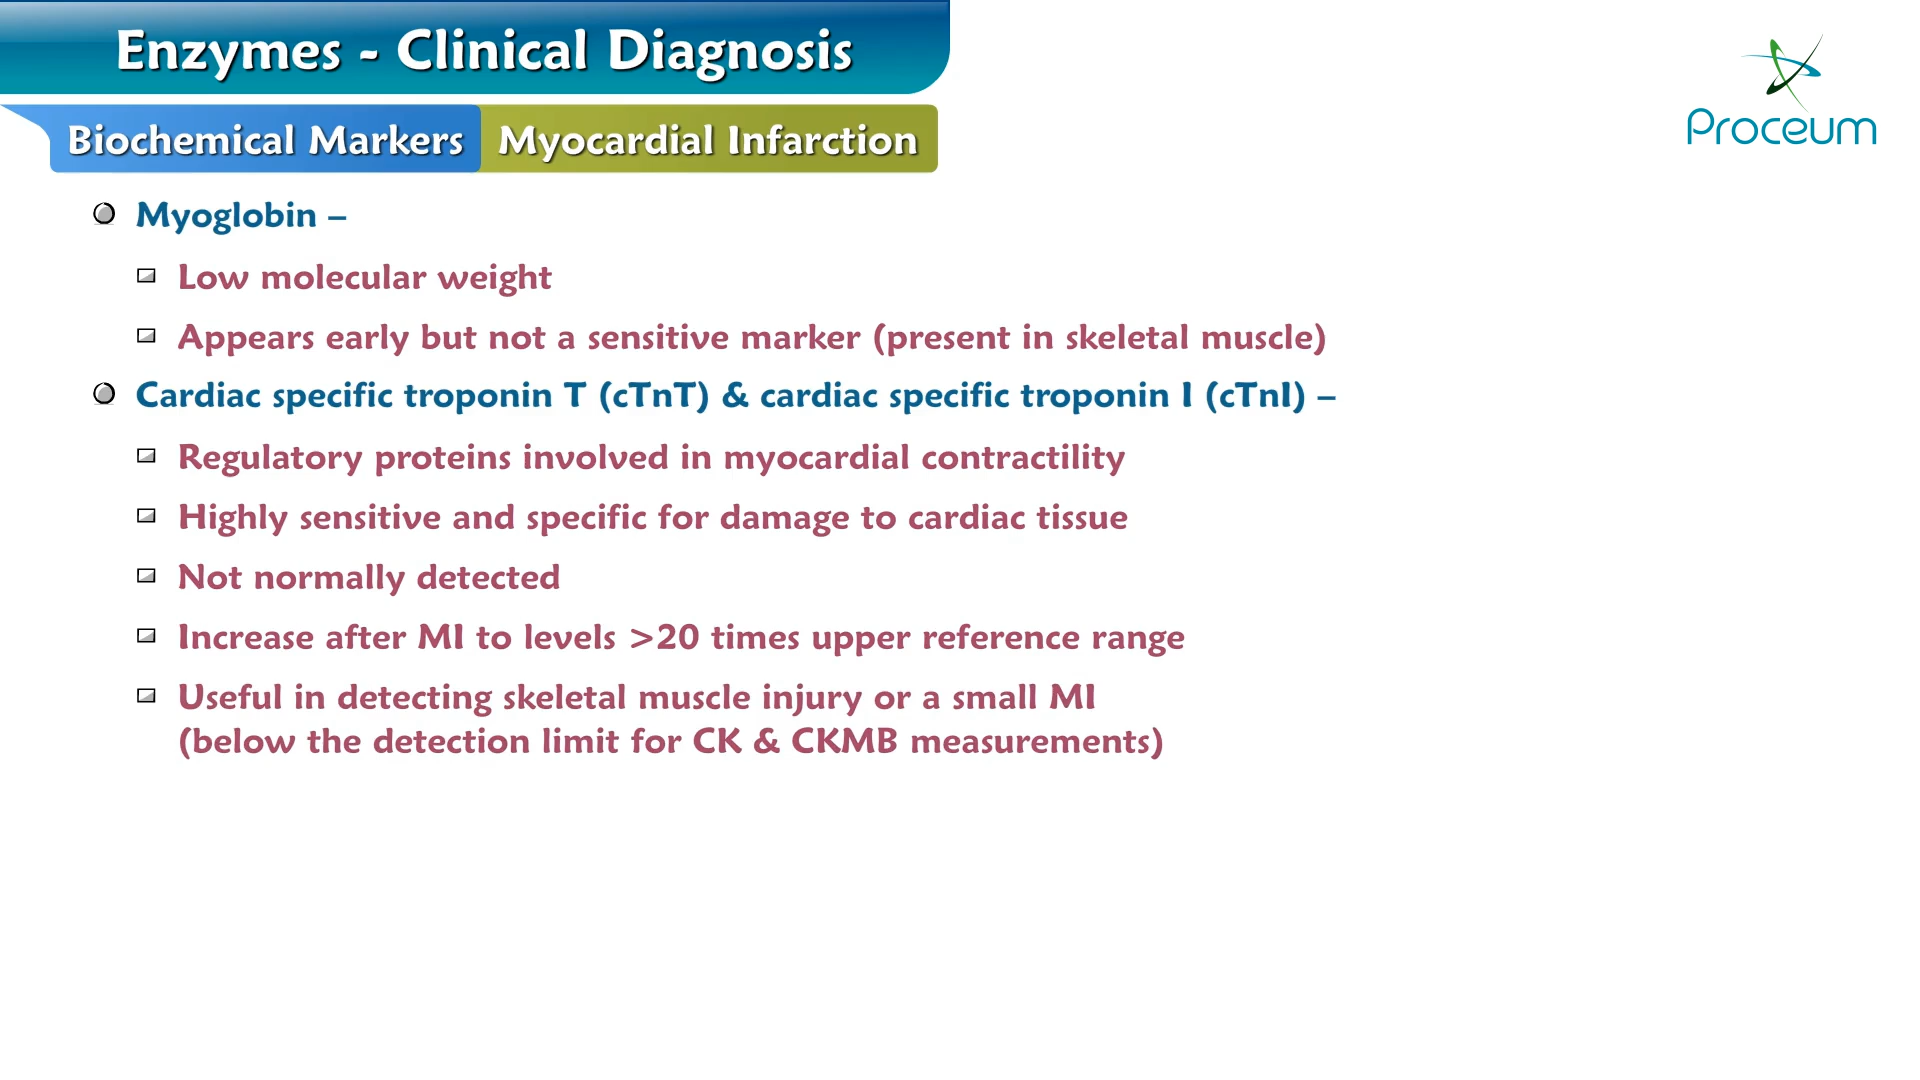 Enzymes - Clinical Diagnosis
Proceum
Biochemical Markers Myocardial Infarction
Myoglobin –
Low molecular weight
Appears early but not a sensitive marker (present in skeletal muscle)
Cardiac specific troponin T (cTnT) & cardiac specific troponin I (cTnI) –
Regulatory proteins involved in myocardial contractility
Highly sensitive and specific for damage to cardiac tissue
Not normally detected
Increase after MI to levels >20 times upper reference range
Useful in detecting skeletal muscle injury or a small MI
(below the detection limit for CK & CKMB measurements)